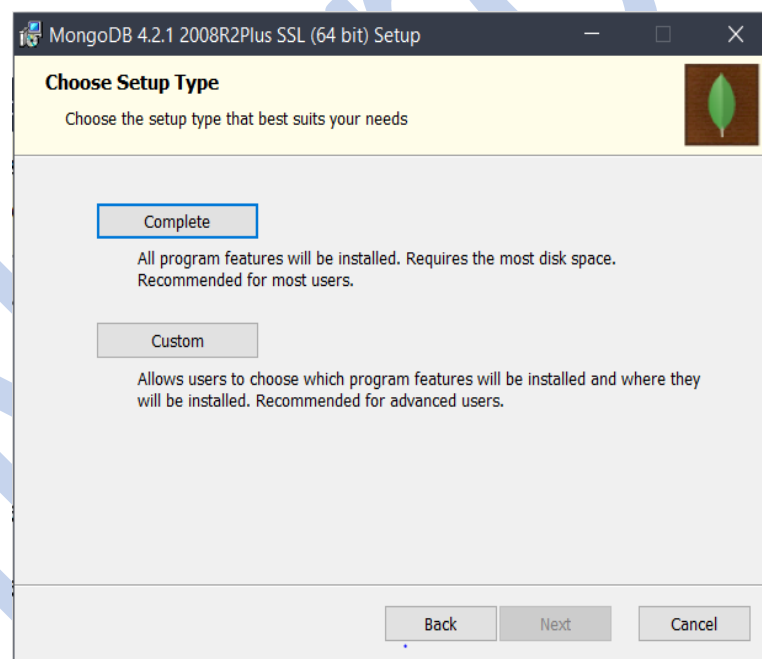 MongoDB 4.2.1 2008R2Plus SSL (64 bit) Setup
Choose Setup Type
Choose the setup type that best suits your needs
Complete
All program features will be installed. Requires the most disk space.
Recommended for most users.
Custom
Allows users to choose which program features will be installed and where they
will be installed. Recommended for advanced users.
Back Next Cancel